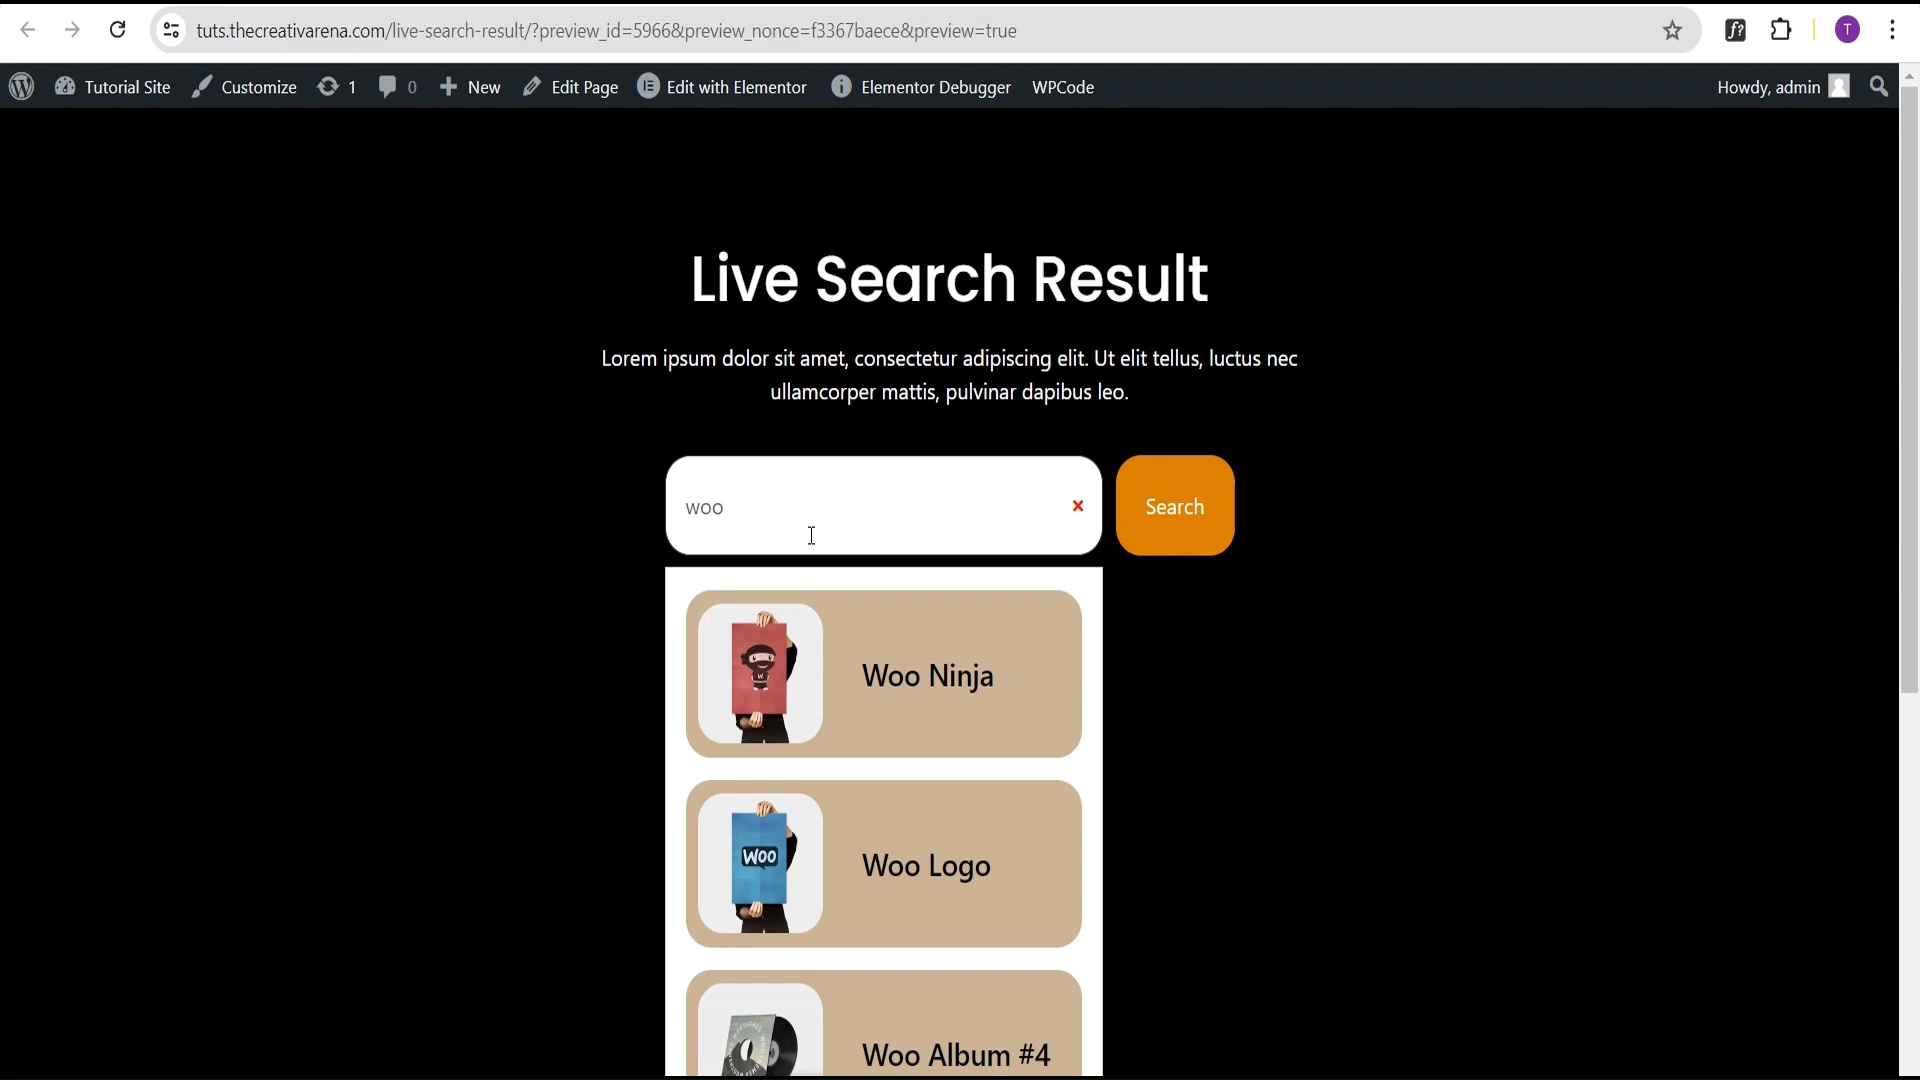 tuts.thecreativarena.com/live-search-result/?preview_id=5966&preview_nonce=f3367baece&preview=true
T
Tutorial Site Customize 1 0 New Edit Page Edit with Elementor Elementor Debugger WPCode Howdy, admin
Live Search Result
Lorem ipsum dolor sit amet, consectetur adipiscing elit. Ut elit tellus, luctus nec
ullamcorper mattis, pulvinar dapibus leo.
woo
Search
Woo Ninja
WOO
Woo Logo
Woo Album #4